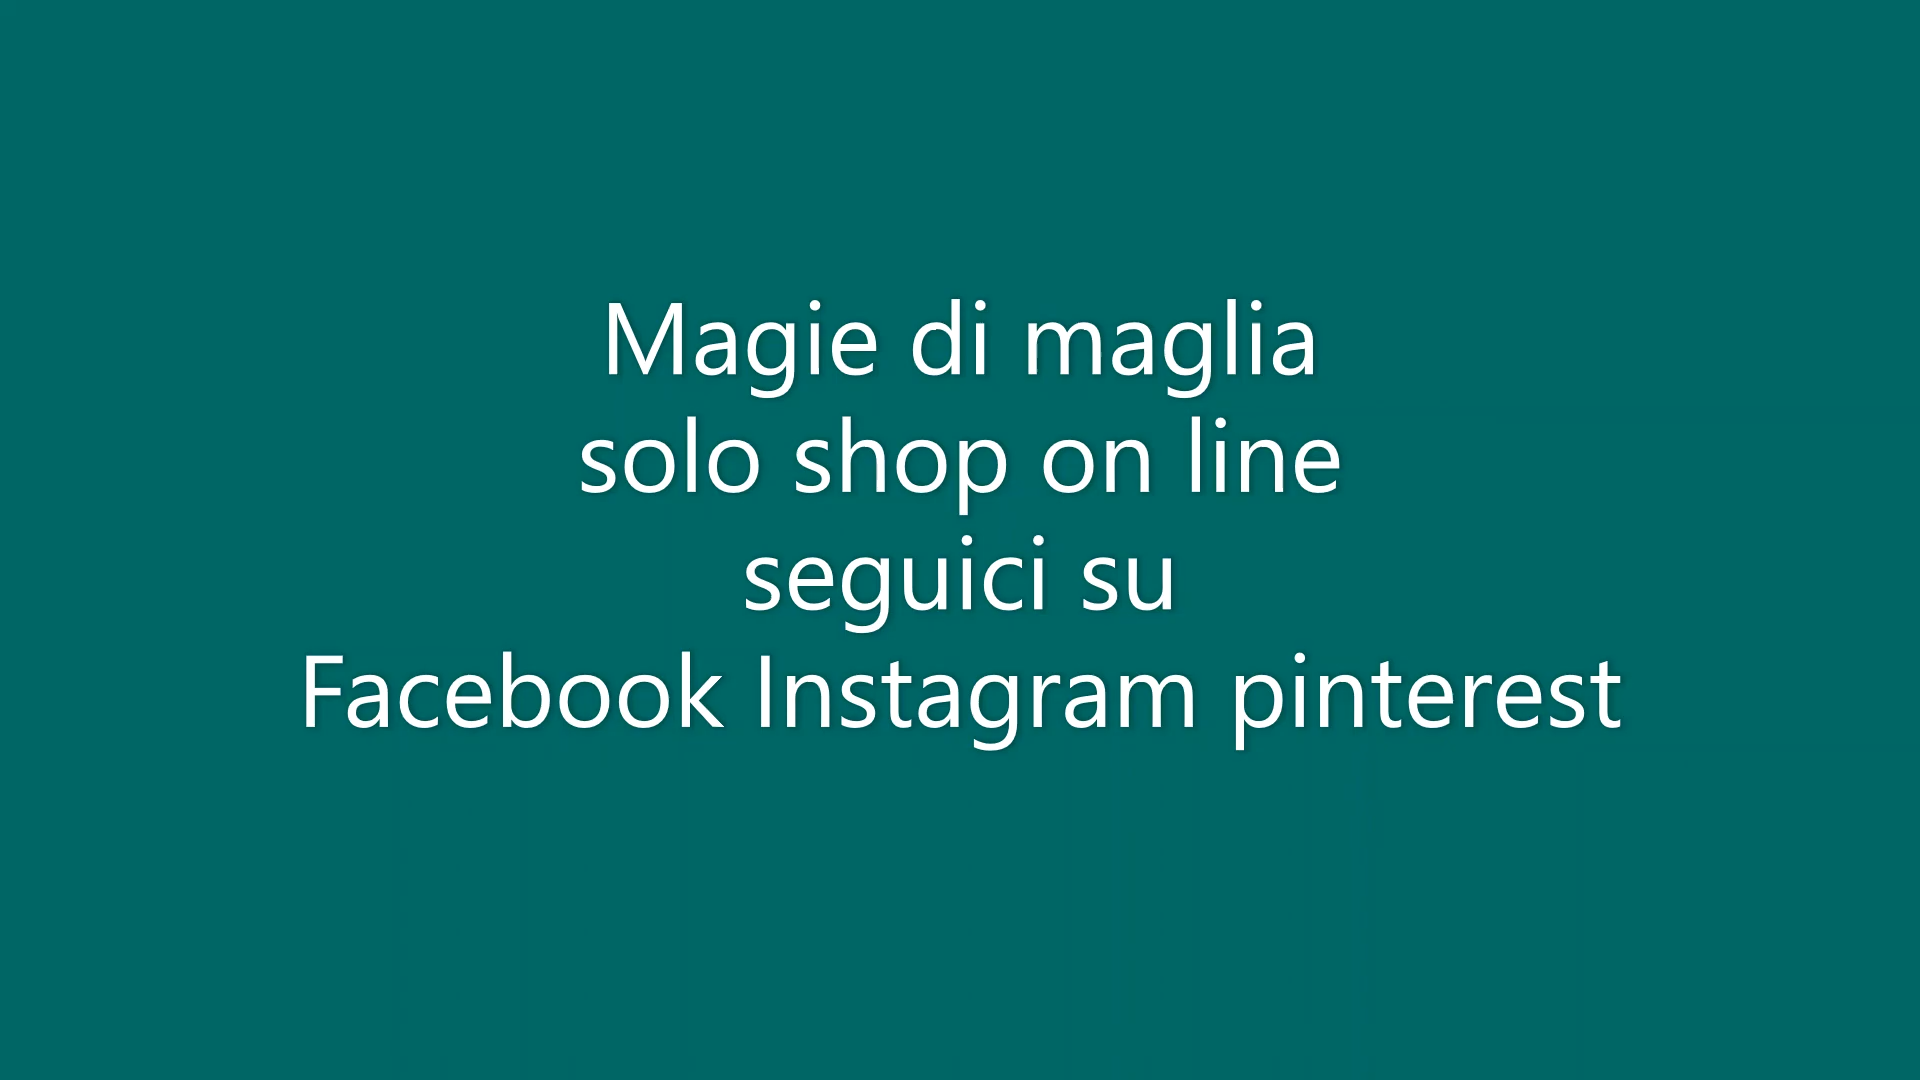 Magie di maglia
solo shop on line
seguici su
Facebook Instagram pinterest